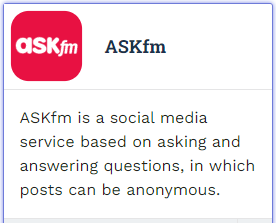 ASKfm
ASKfm
ASKfm is a social media
service based on asking and
answering questions, in which
posts can be anonymous.